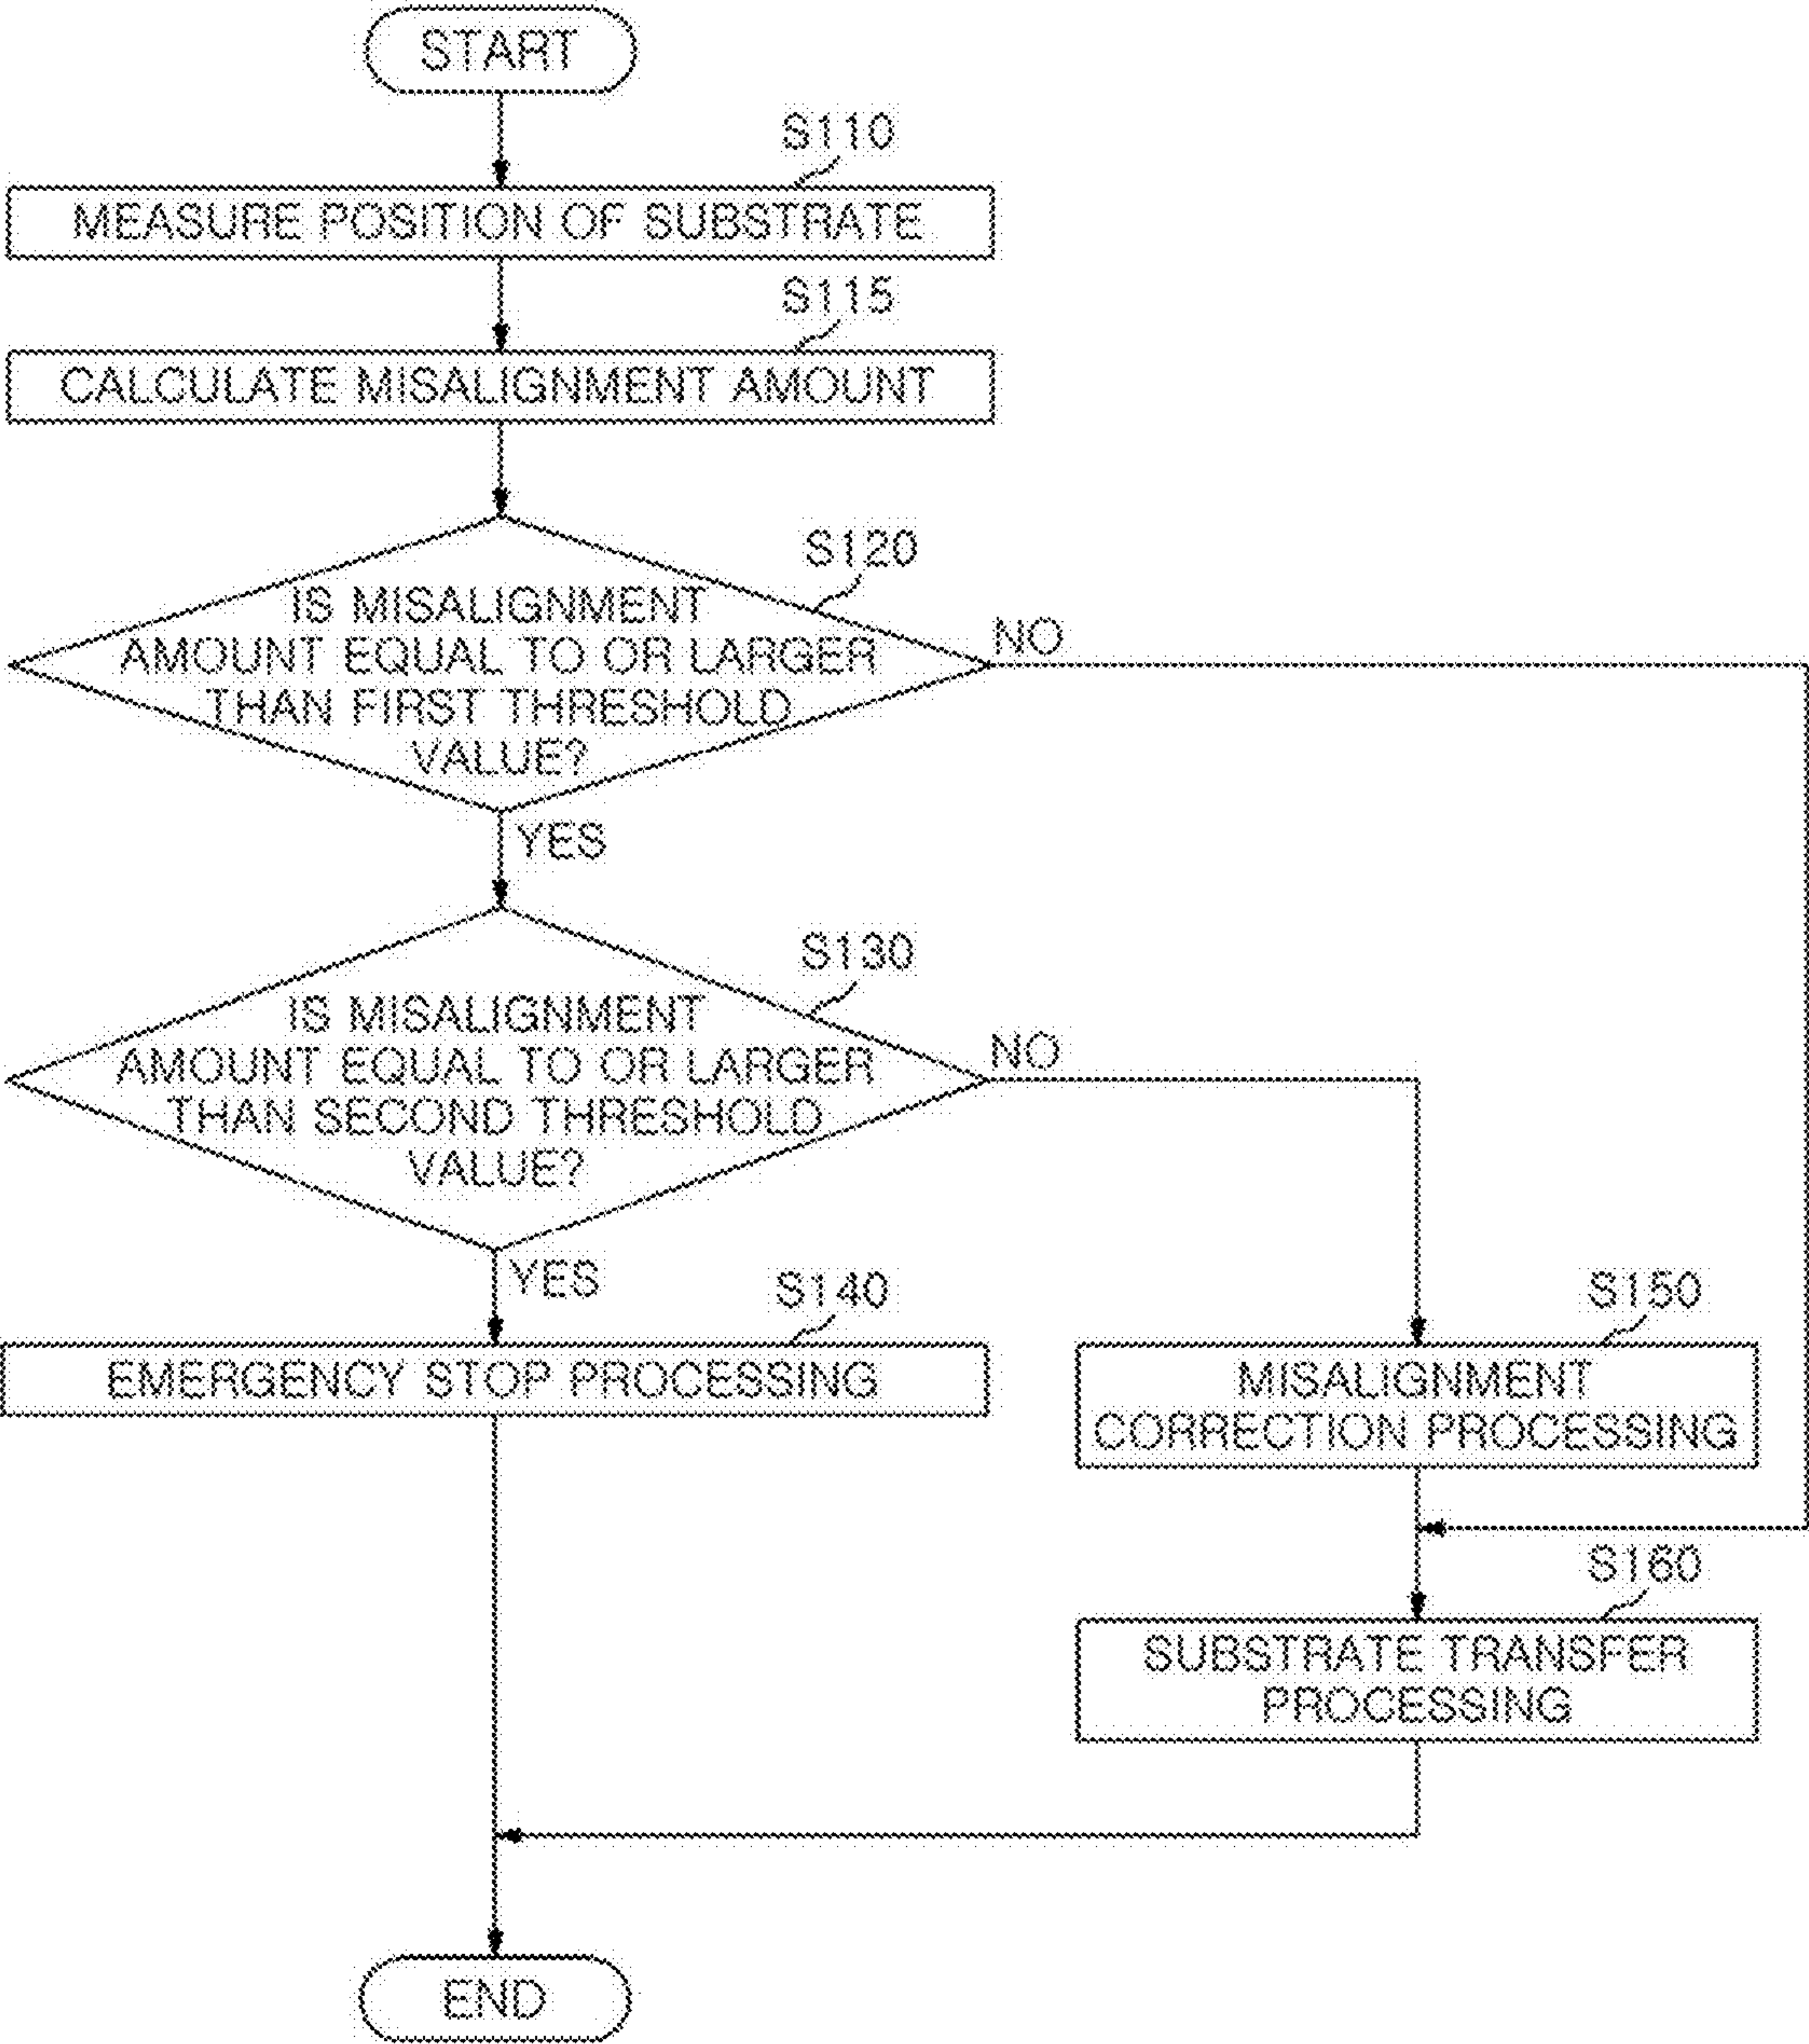 START
S110
MEASURE POSITION OF SUBSTRATE
S115
CALCULATE MISALIGNMENT AMOUNT
S120
IS MISALIGNMENT
AMOUNT EQUAL TO OR LARGER
THAN FIRST THRESHOLD
VALUE?
NO
YES
S130
IS MISALIGNMENT
AMOUNT EQUAL TO OR LARGER
THAN SECOND THRESHOLD
VALUE?
NO
YES
S140
EMERGENCY STOP PROCESSING
S150
MISALIGNMENT
CORRECTION PROCESSING
S160
SUBSTRATE TRANSFER
PROCESSING
END